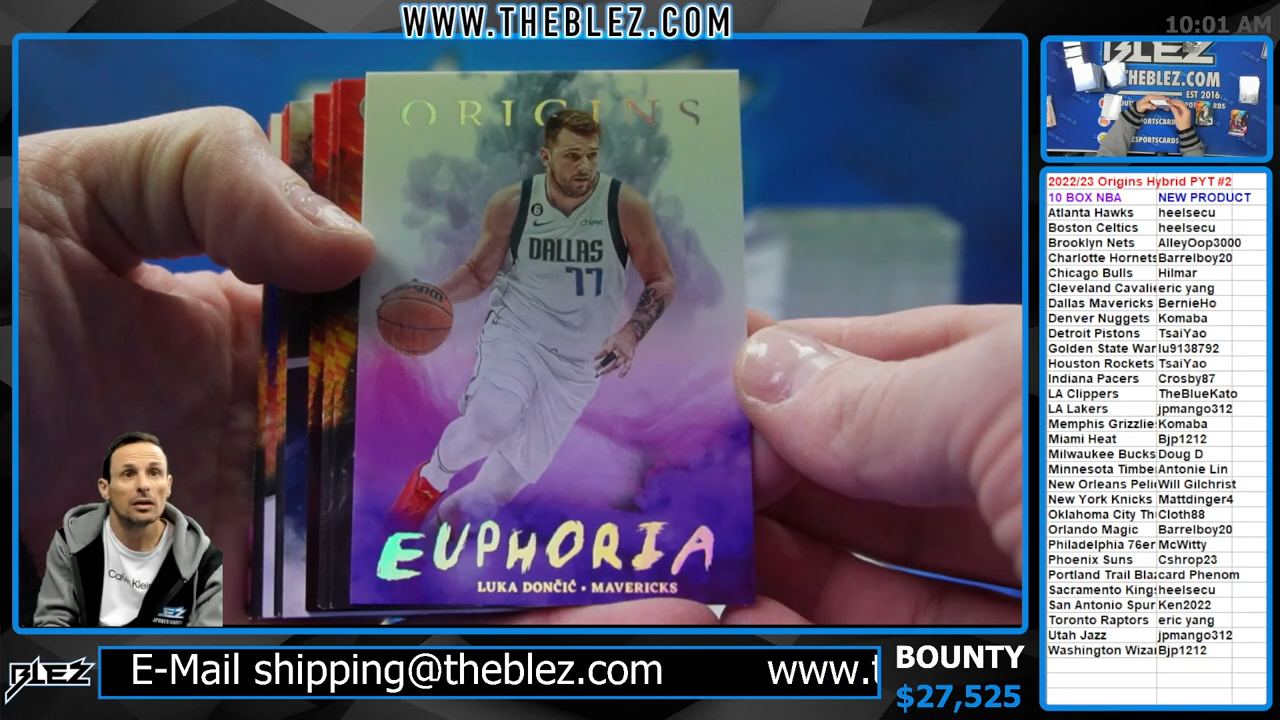 WWW.THEBLEZ.COM
10:01 AM
ORIGINS
6
chime
DALLAS
77
EUPHORIA
LUKA DONČIĆ • MAVERICKS
BLEZ
THEBLEZ.COM
EST 2016
2022/23 Origins Hybrid PYT #2
10 BOX NBA NEW PRODUCT
Atlanta Hawks heelsecu
Boston Celtics heelsecu
Brooklyn Nets AlleyOop3000
Charlotte Hornets Barrelboy20
Chicago Bulls Hilmar
Cleveland Cavalie eric yang
Dallas Mavericks BernieHo
Denver Nuggets Komaba
Detroit Pistons TsaiYao
Golden State War lu9138792
Houston Rockets TsaiYao
Indiana Pacers Crosby87
LA Clippers TheBlueKato
LA Lakers jpmango312
Memphis Grizzlie Komaba
Miami Heat Bjp1212
Milwaukee Bucks Doug D
Minnesota Timbe Antonie Lin
New Orleans Peli Will Gilchrist
New York Knicks Mattdinger4
Oklahoma City Th Cloth88
Orlando Magic Barrelboy20
Philadelphia 76er McWitty
Phoenix Suns Cshrop23
Portland Trail Blaz card Phenom
Sacramento Kings heelsecu
San Antonio Spur Ken2022
Toronto Raptors eric yang
Utah Jazz jpmango312
Washington Wiza Bjp1212
Calvin Klein
BLEZ
E-Mail shipping@theblez.com www.t
BOUNTY
$27,525